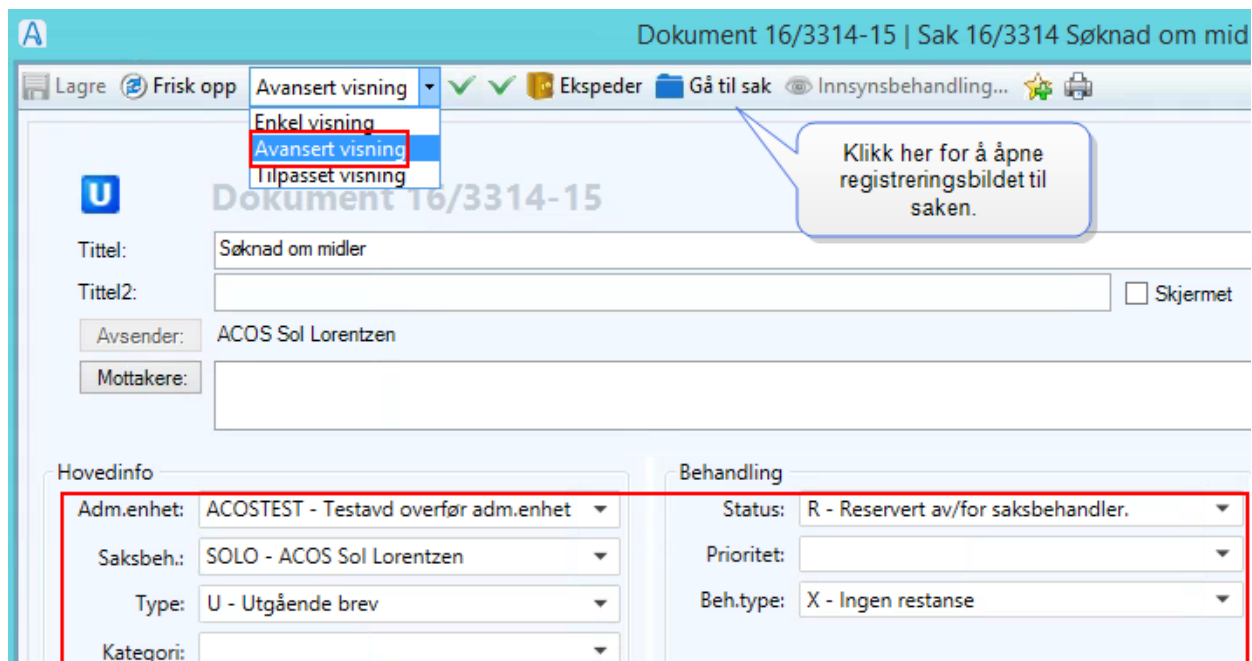 Dokument 16/3314-15 | Sak 16/3314 Søknad om mid
Lagre Frisk opp Avansert visning Ekspeder Gå til sak Innsynsbehandling...
Enkel visning
Avansert visning
Tilpasset visning
Klikk her for å åpne
registreringsbildet til
saken.
U Dokument 16/3314-15
Tittel: Søknad om midler
Tittel2: Skjermet
Avsender: ACOS Sol Lorentzen
Mottakere:
Hovedinfo
Adm.enhet: ACOSTEST - Testavd overfør adm.enhet
Saksbeh.: SOLO - ACOS Sol Lorentzen
Type: U - Utgående brev
Kategori:
Behandling
Status: R - Reservert av/for saksbehandler.
Prioritet:
Beh.type: X - Ingen restanse